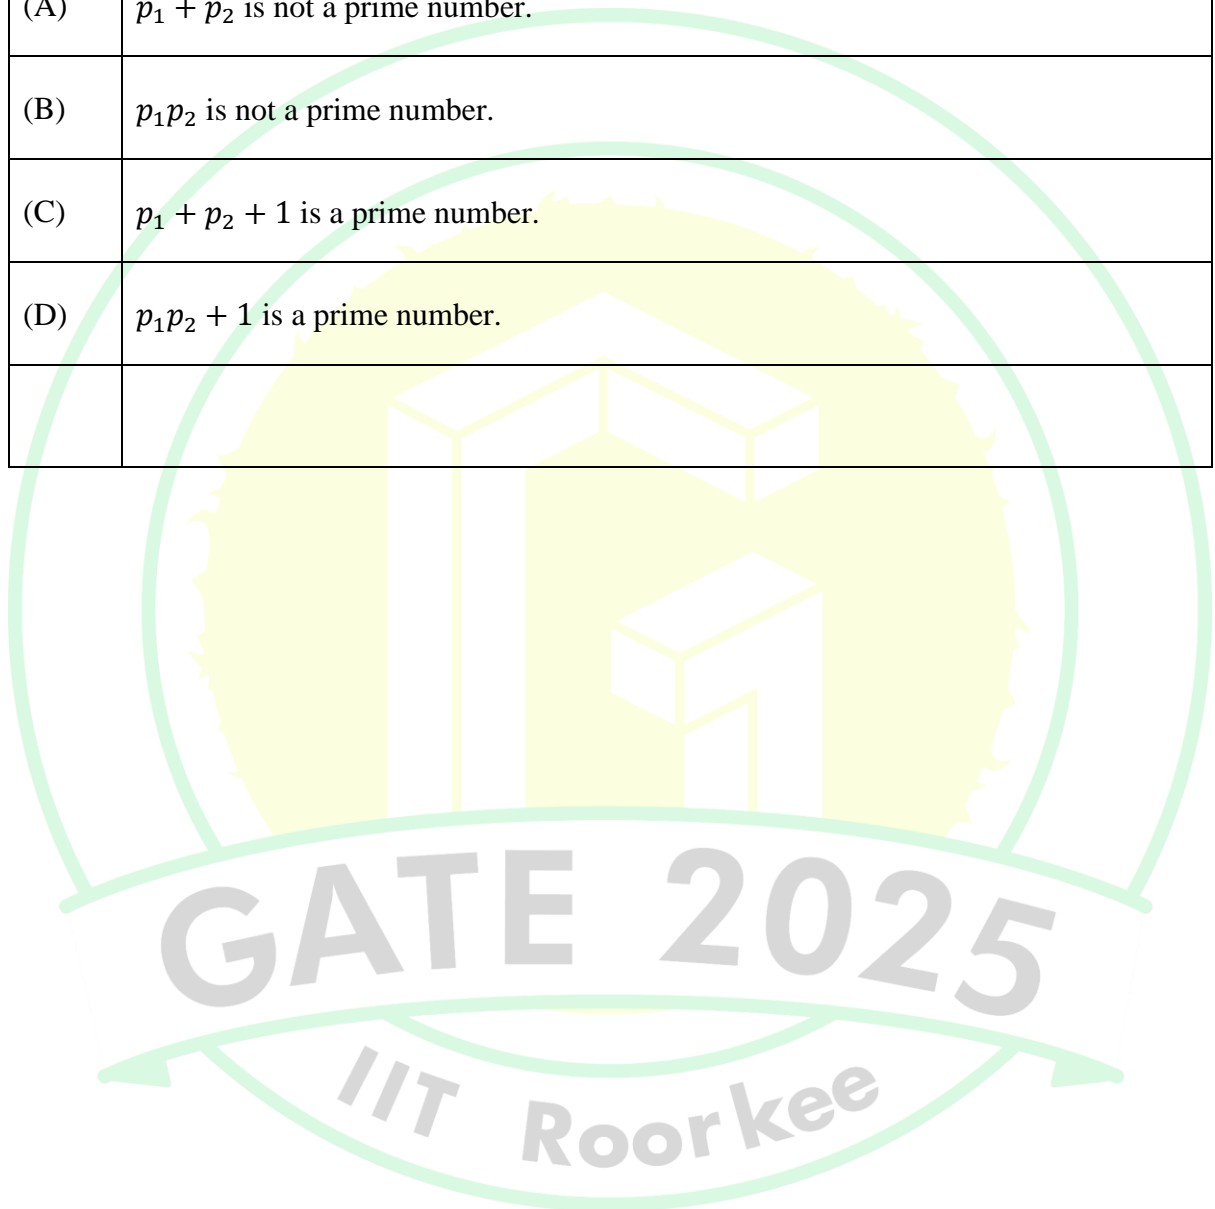 (A) p₁ + p₂ is not a prime number.
(B) p₁p₂ is not a prime number.
(C) p₁ + p₂ + 1 is a prime number.
(D) p₁p₂ + 1 is a prime number.
GATE 2025
IIT Roorkee